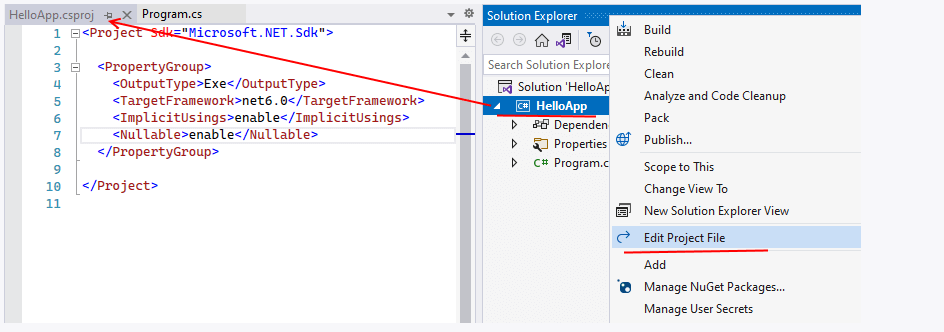 HelloApp.csproj
Program.cs
1 <Project Sdk="Microsoft.NET.Sdk">
2
3 <PropertyGroup>
4 <OutputType>Exe</OutputType>
5 <TargetFramework>net6.0</TargetFramework>
6 <ImplicitUsings>enable</ImplicitUsings>
7 <Nullable>enable</Nullable>
8 </PropertyGroup>
9
10 </Project>
11
Solution Explorer
Search Solution Explore
Solution 'HelloAp
C# HelloApp
Dependen
Properties
C# Program.c
Build
Rebuild
Clean
Analyze and Code Cleanup
Pack
Publish...
Scope to This
Change View To
New Solution Explorer View
Edit Project File
Add
Manage NuGet Packages...
Manage User Secrets